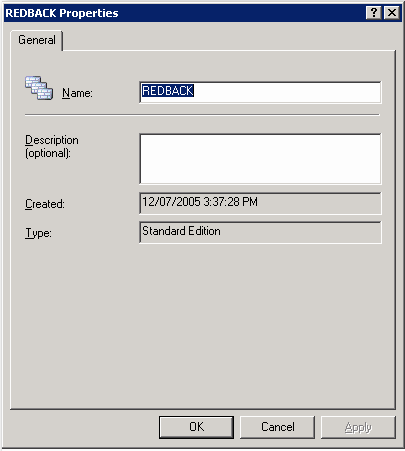 REDBACK Properties
General
Name: REDBACK
Description
(optional):
Created: 12/07/2005 3:37:28 PM
Type: Standard Edition
OK Cancel Apply